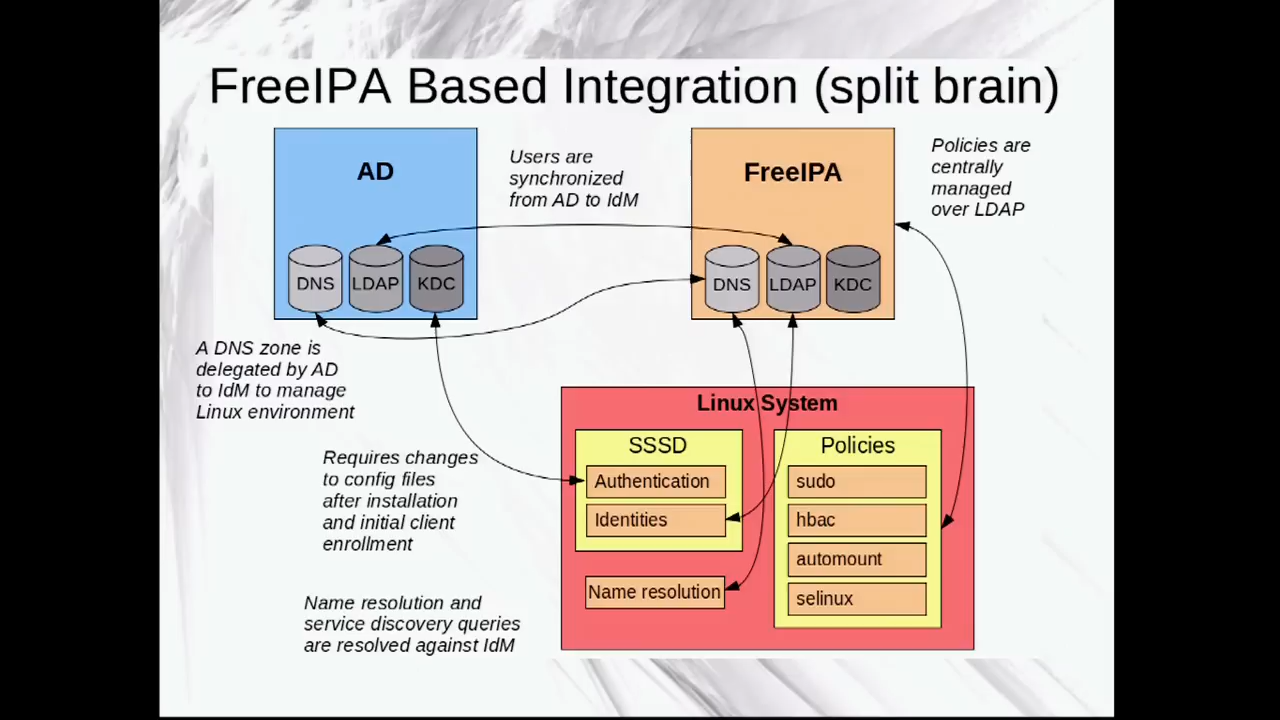 FreeIPA Based Integration (split brain)
AD
Users are
synchronized
from AD to IdM
FreeIPA
Policies are
centrally
managed
over LDAP
DNS
LDAP
KDC
DNS
LDAP
KDC
A DNS zone is
delegated by AD
to IdM to manage
Linux environment
Linux System
SSSD
Authentication
Identities
Name resolution
Policies
sudo
hbac
automount
selinux
Requires changes
to config files
after installation
and initial client
enrollment
Name resolution and
service discovery queries
are resolved against IdM